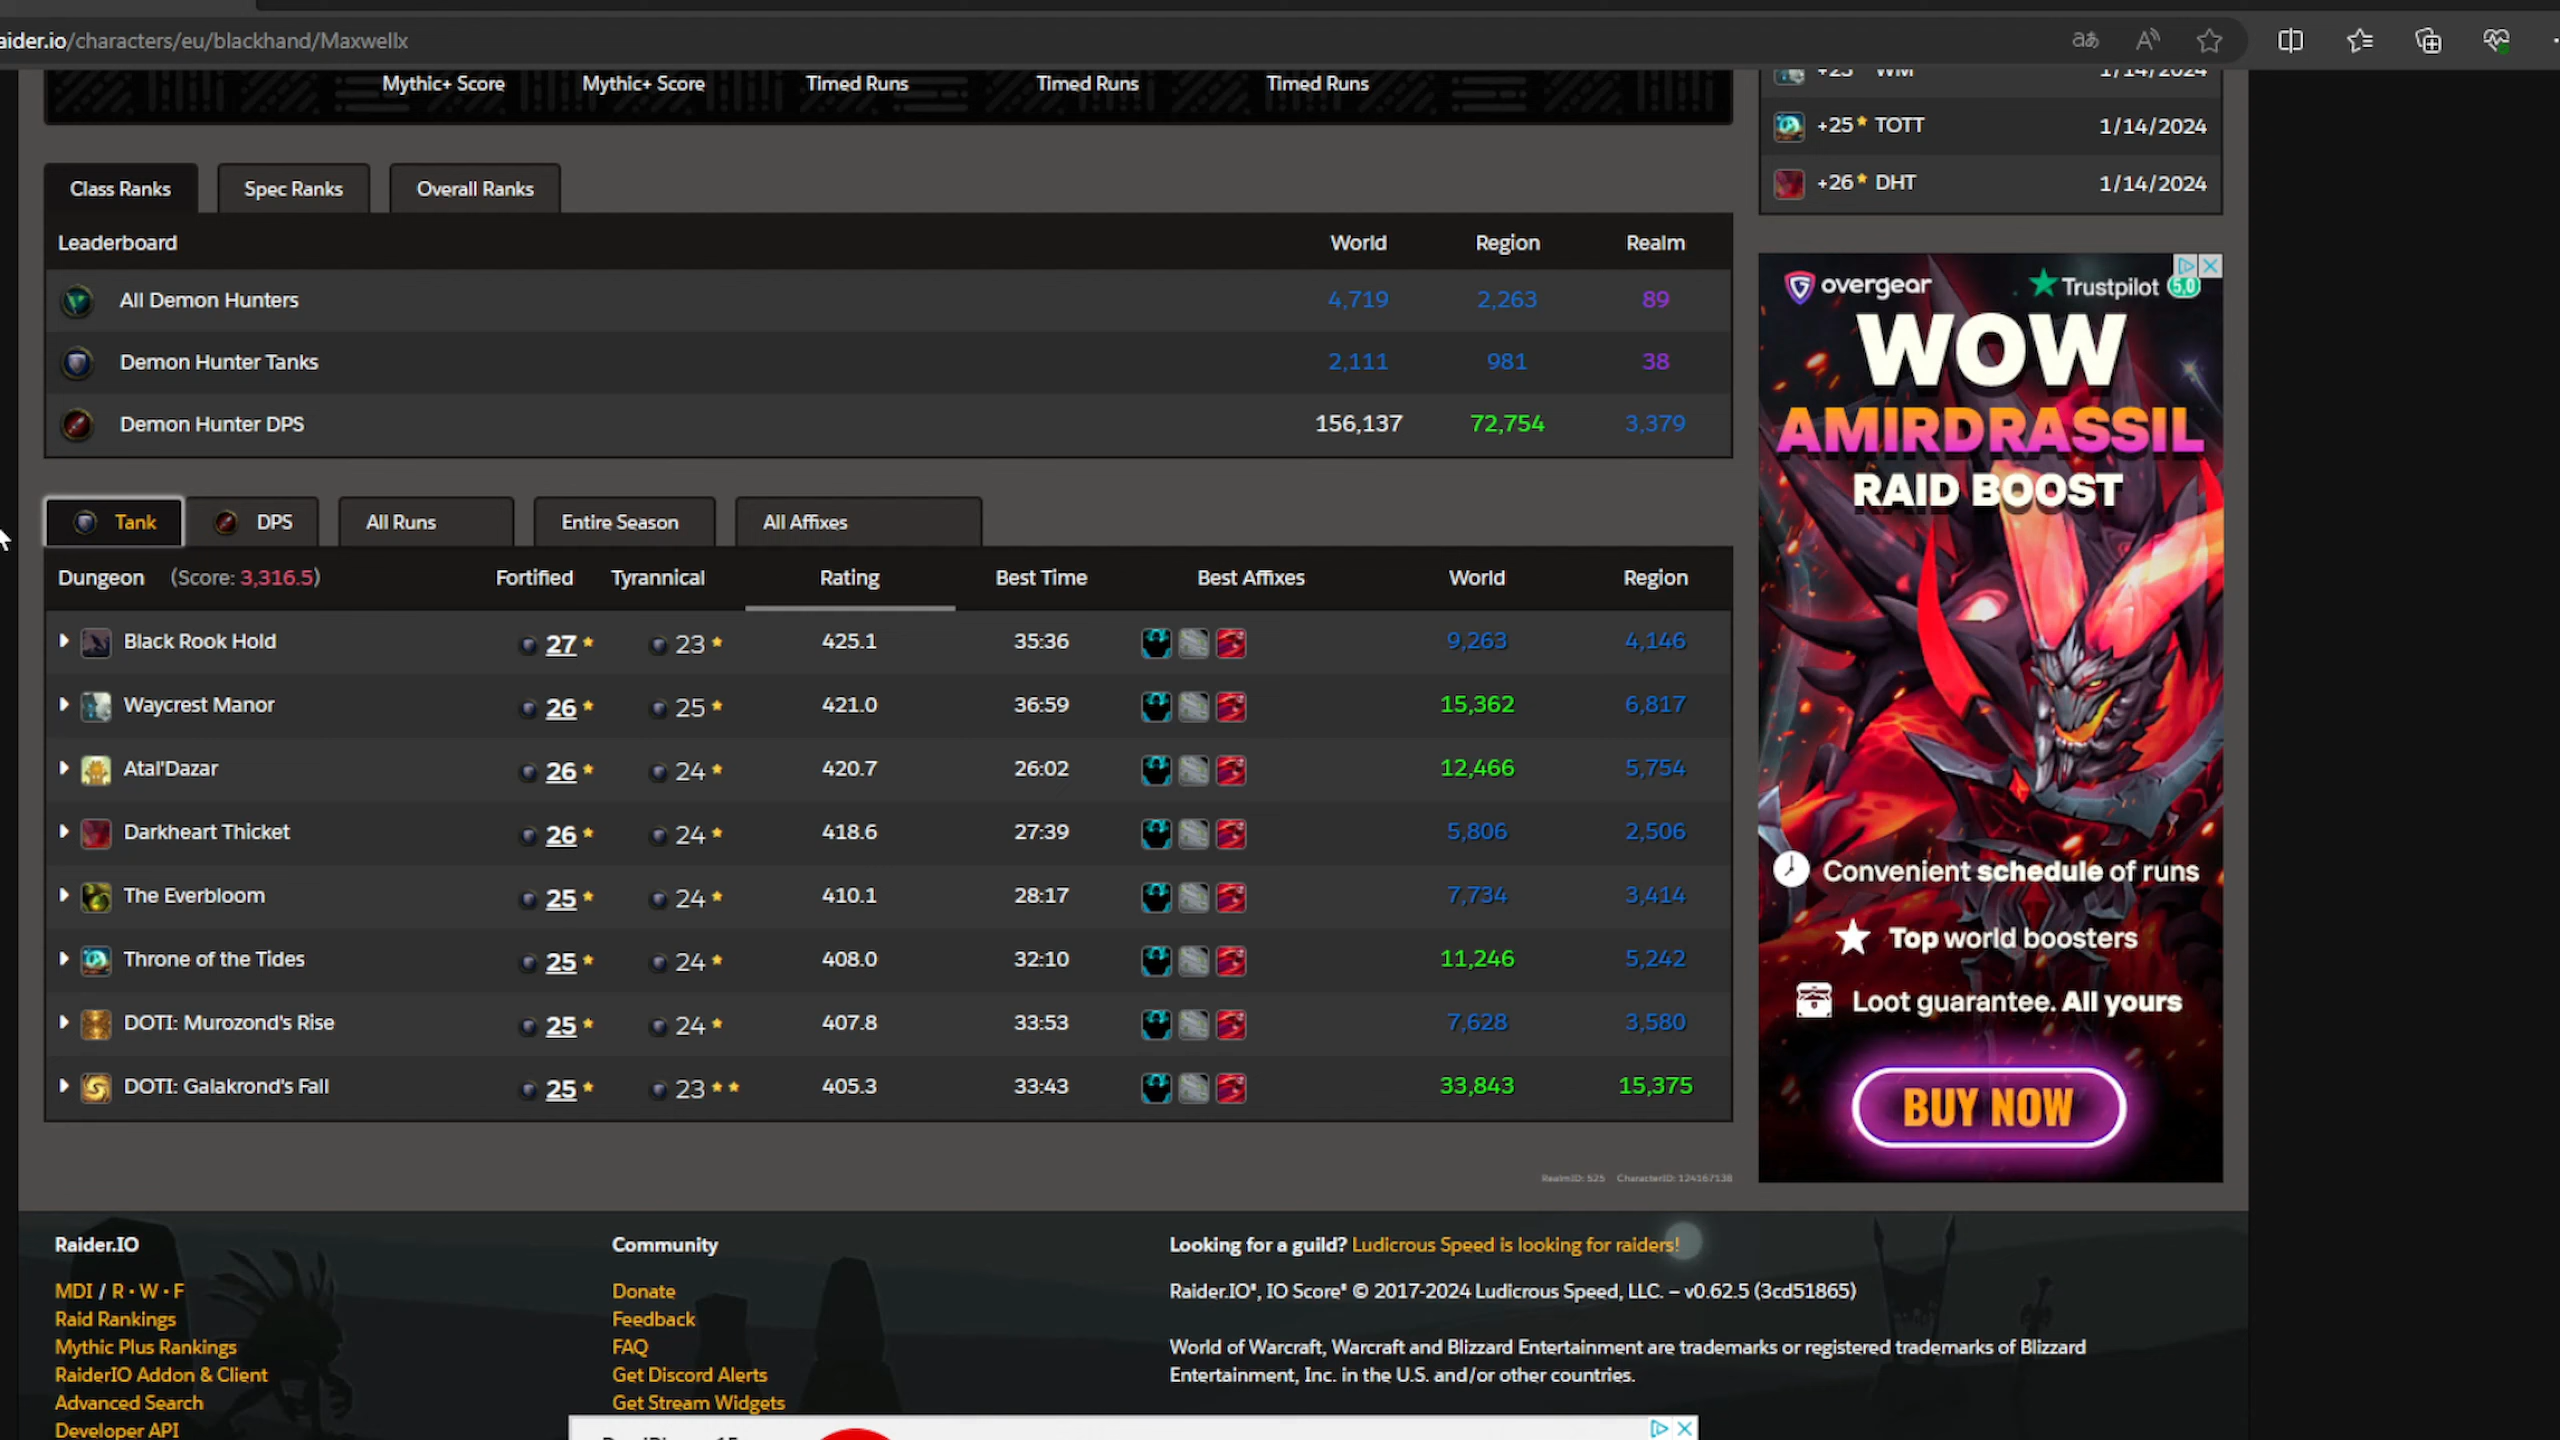 aider.io/characters/eu/blackhand/Maxwellx
Mythic+ Score Mythic+ Score Timed Runs Timed Runs Timed Runs
+25 WM 1/14/2024
+25 TOTT 1/14/2024
+26 DHT 1/14/2024
Class Ranks Spec Ranks Overall Ranks
Leaderboard World Region Realm
All Demon Hunters 4,719 2,263 89
Demon Hunter Tanks 2,111 981 38
Demon Hunter DPS 156,137 72,754 3,379
Tank DPS All Runs Entire Season All Affixes
Dungeon (Score: 3,316.5) Fortified Tyrannical Rating Best Time Best Affixes World Region
Black Rook Hold 27 23 425.1 35:36 9,263 4,146
Waycrest Manor 26 25 421.0 36:59 15,362 6,817
Atal'Dazar 26 24 420.7 26:02 12,466 5,754
Darkheart Thicket 26 24 418.6 27:39 5,806 2,506
The Everbloom 25 24 410.1 28:17 7,734 3,414
Throne of the Tides 25 24 408.0 32:10 11,246 5,242
DOTI: Murozond's Rise 25 24 407.8 33:53 7,628 3,580
DOTI: Galakrond's Fall 25 23 405.3 33:43 33,843 15,375
RealmID: 525 CharacterID: 124167138
overgear Trustpilot 5,0
WOW
AMIRDRASSIL
RAID BOOST
Convenient schedule of runs
Top world boosters
Loot guarantee. All yours
BUY NOW
Raider.IO
MDI / R • W • F
Raid Rankings
Mythic Plus Rankings
RaiderIO Addon & Client
Advanced Search
Developer API
Community
Donate
Feedback
FAQ
Get Discord Alerts
Get Stream Widgets
Looking for a guild? Ludicrous Speed is looking for raiders!
Raider.IO®, IO Score® © 2017-2024 Ludicrous Speed, LLC. – v0.62.5 (3cd51865)
World of Warcraft, Warcraft and Blizzard Entertainment are trademarks or registered trademarks of Blizzard
Entertainment, Inc. in the U.S. and/or other countries.